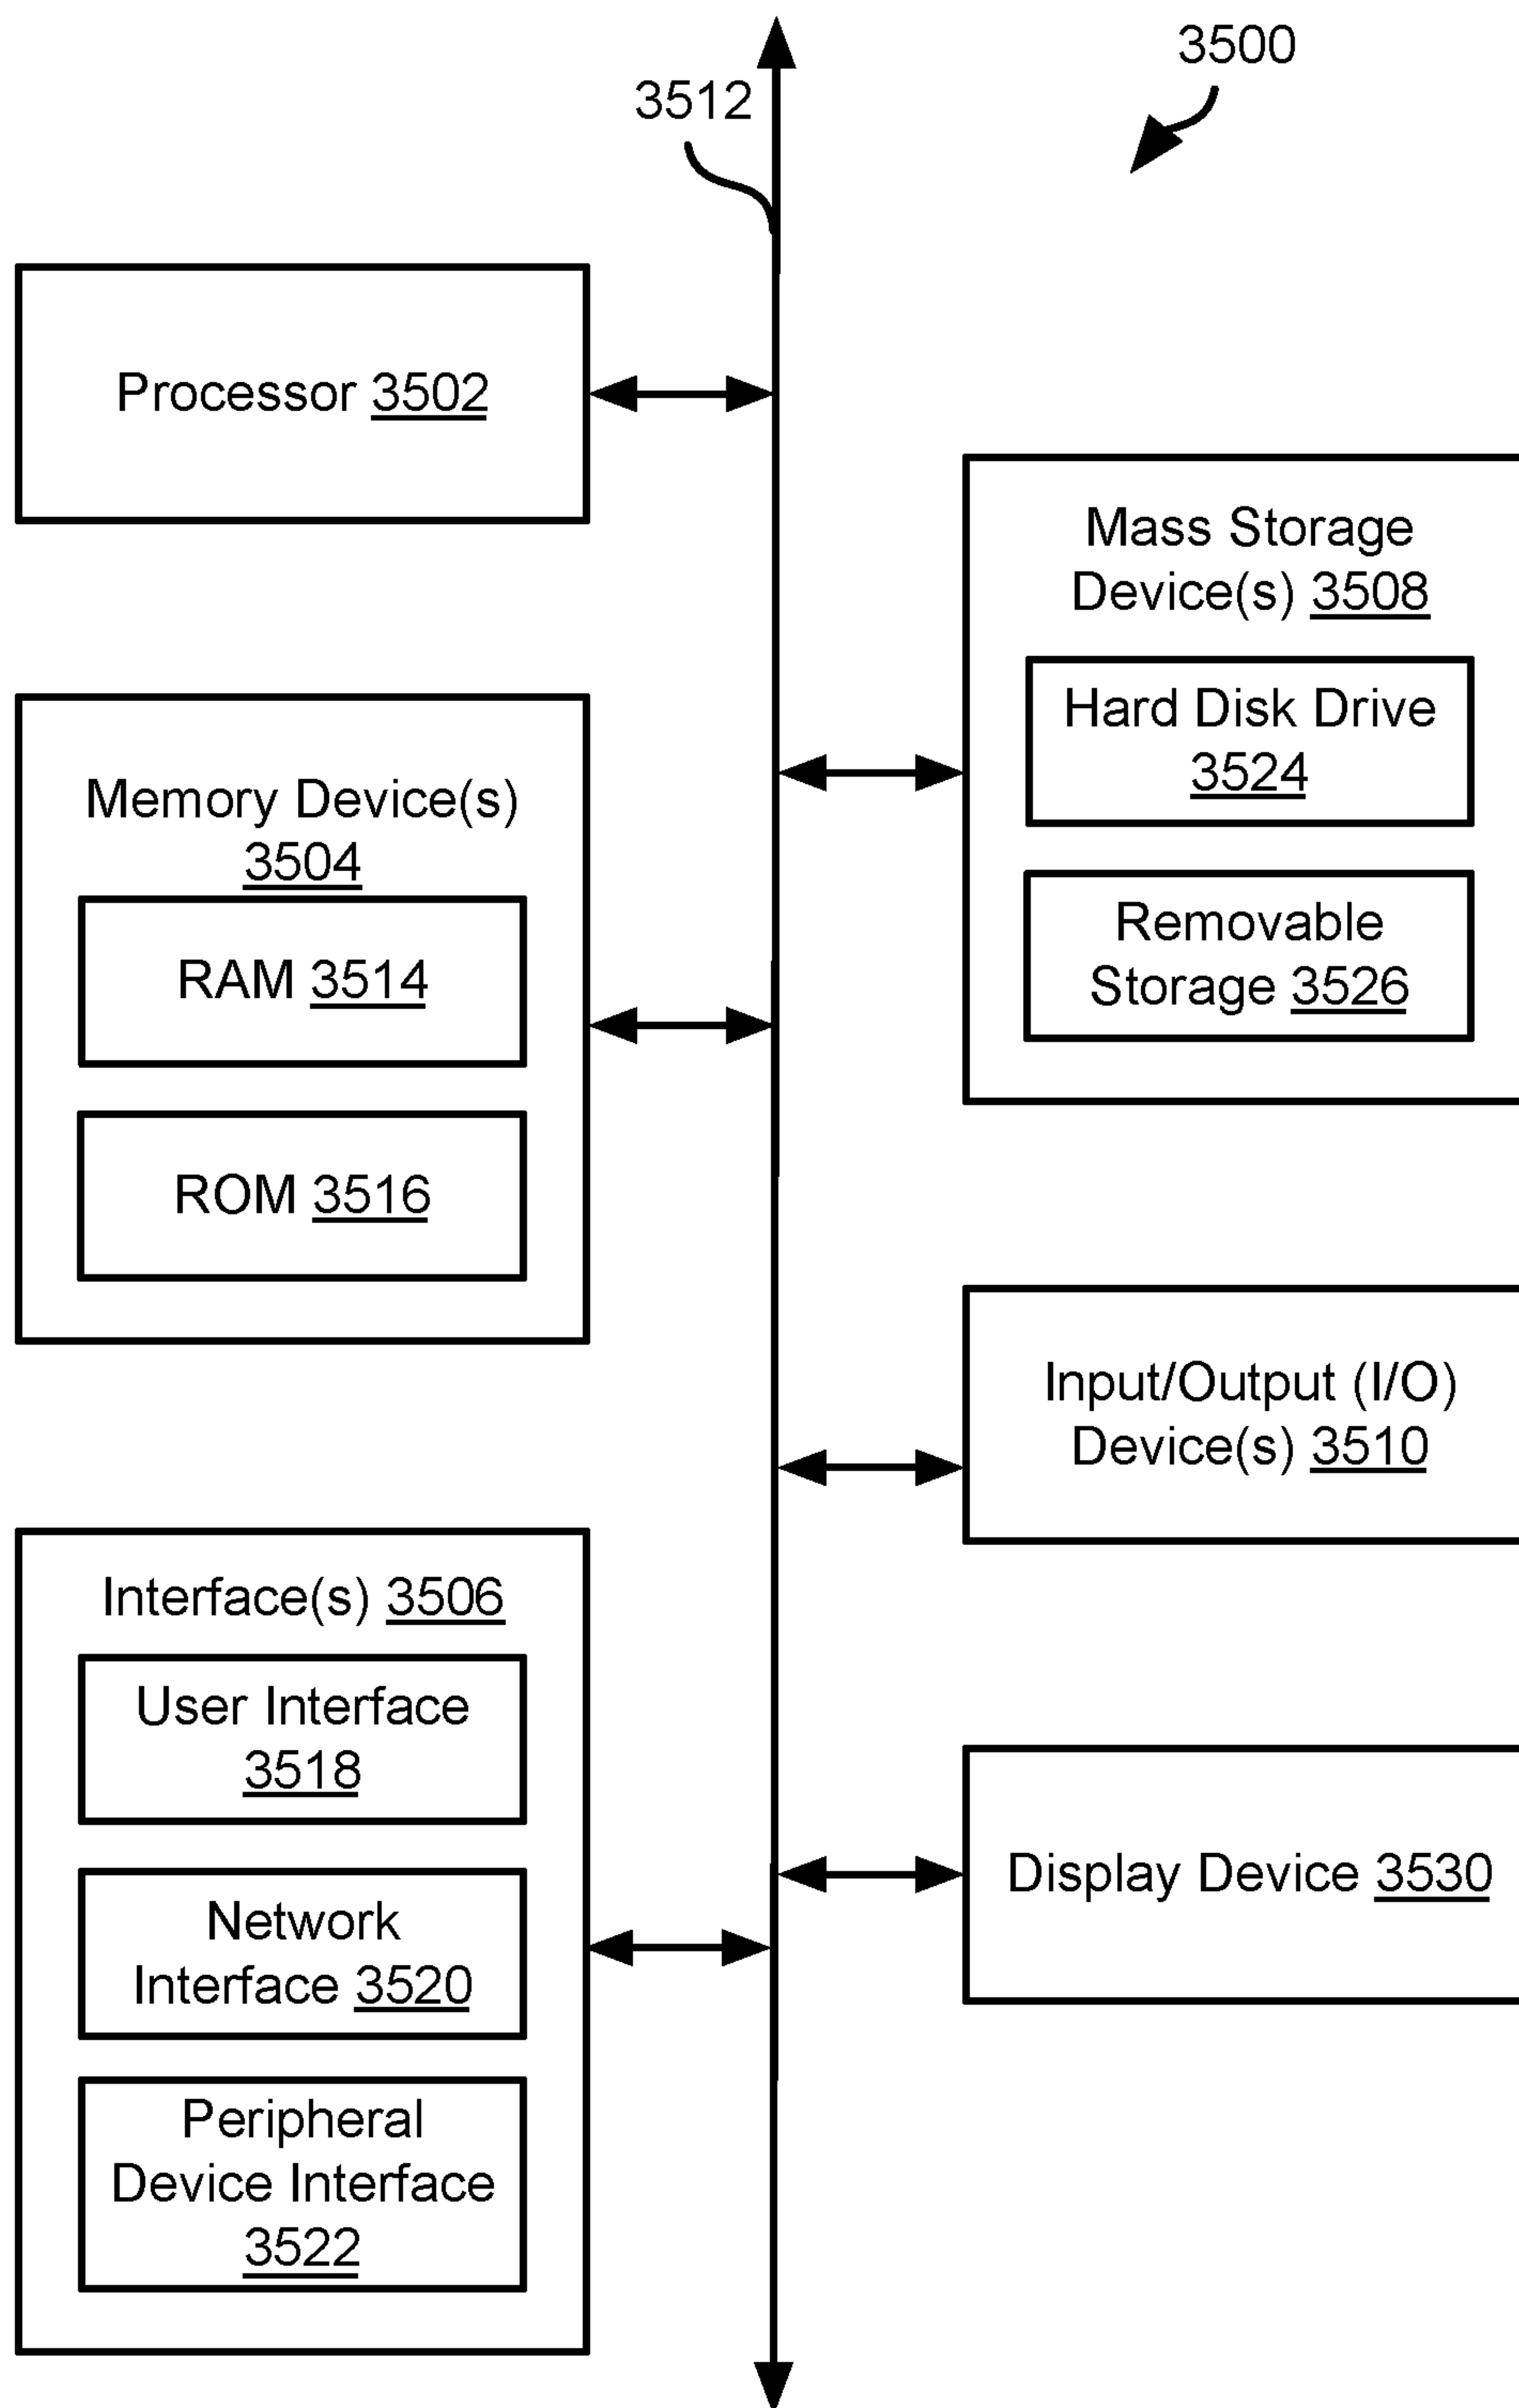 3500
3512
Processor 3502
Mass Storage
Device(s) 3508
Hard Disk Drive
3524
Removable
Storage 3526
Memory Device(s)
3504
RAM 3514
ROM 3516
Input/Output (I/O)
Device(s) 3510
Interface(s) 3506
User Interface
3518
Network
Interface 3520
Peripheral
Device Interface
3522
Display Device 3530